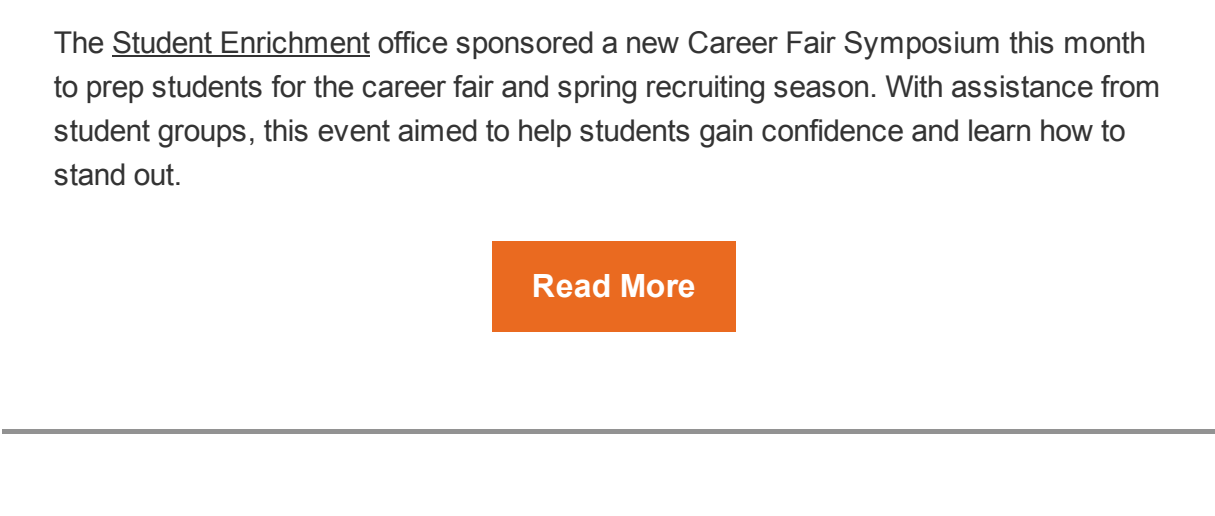 The Student Enrichment office sponsored a new Career Fair Symposium this month
to prep students for the career fair and spring recruiting season. With assistance from
student groups, this event aimed to help students gain confidence and learn how to
stand out.
Read More